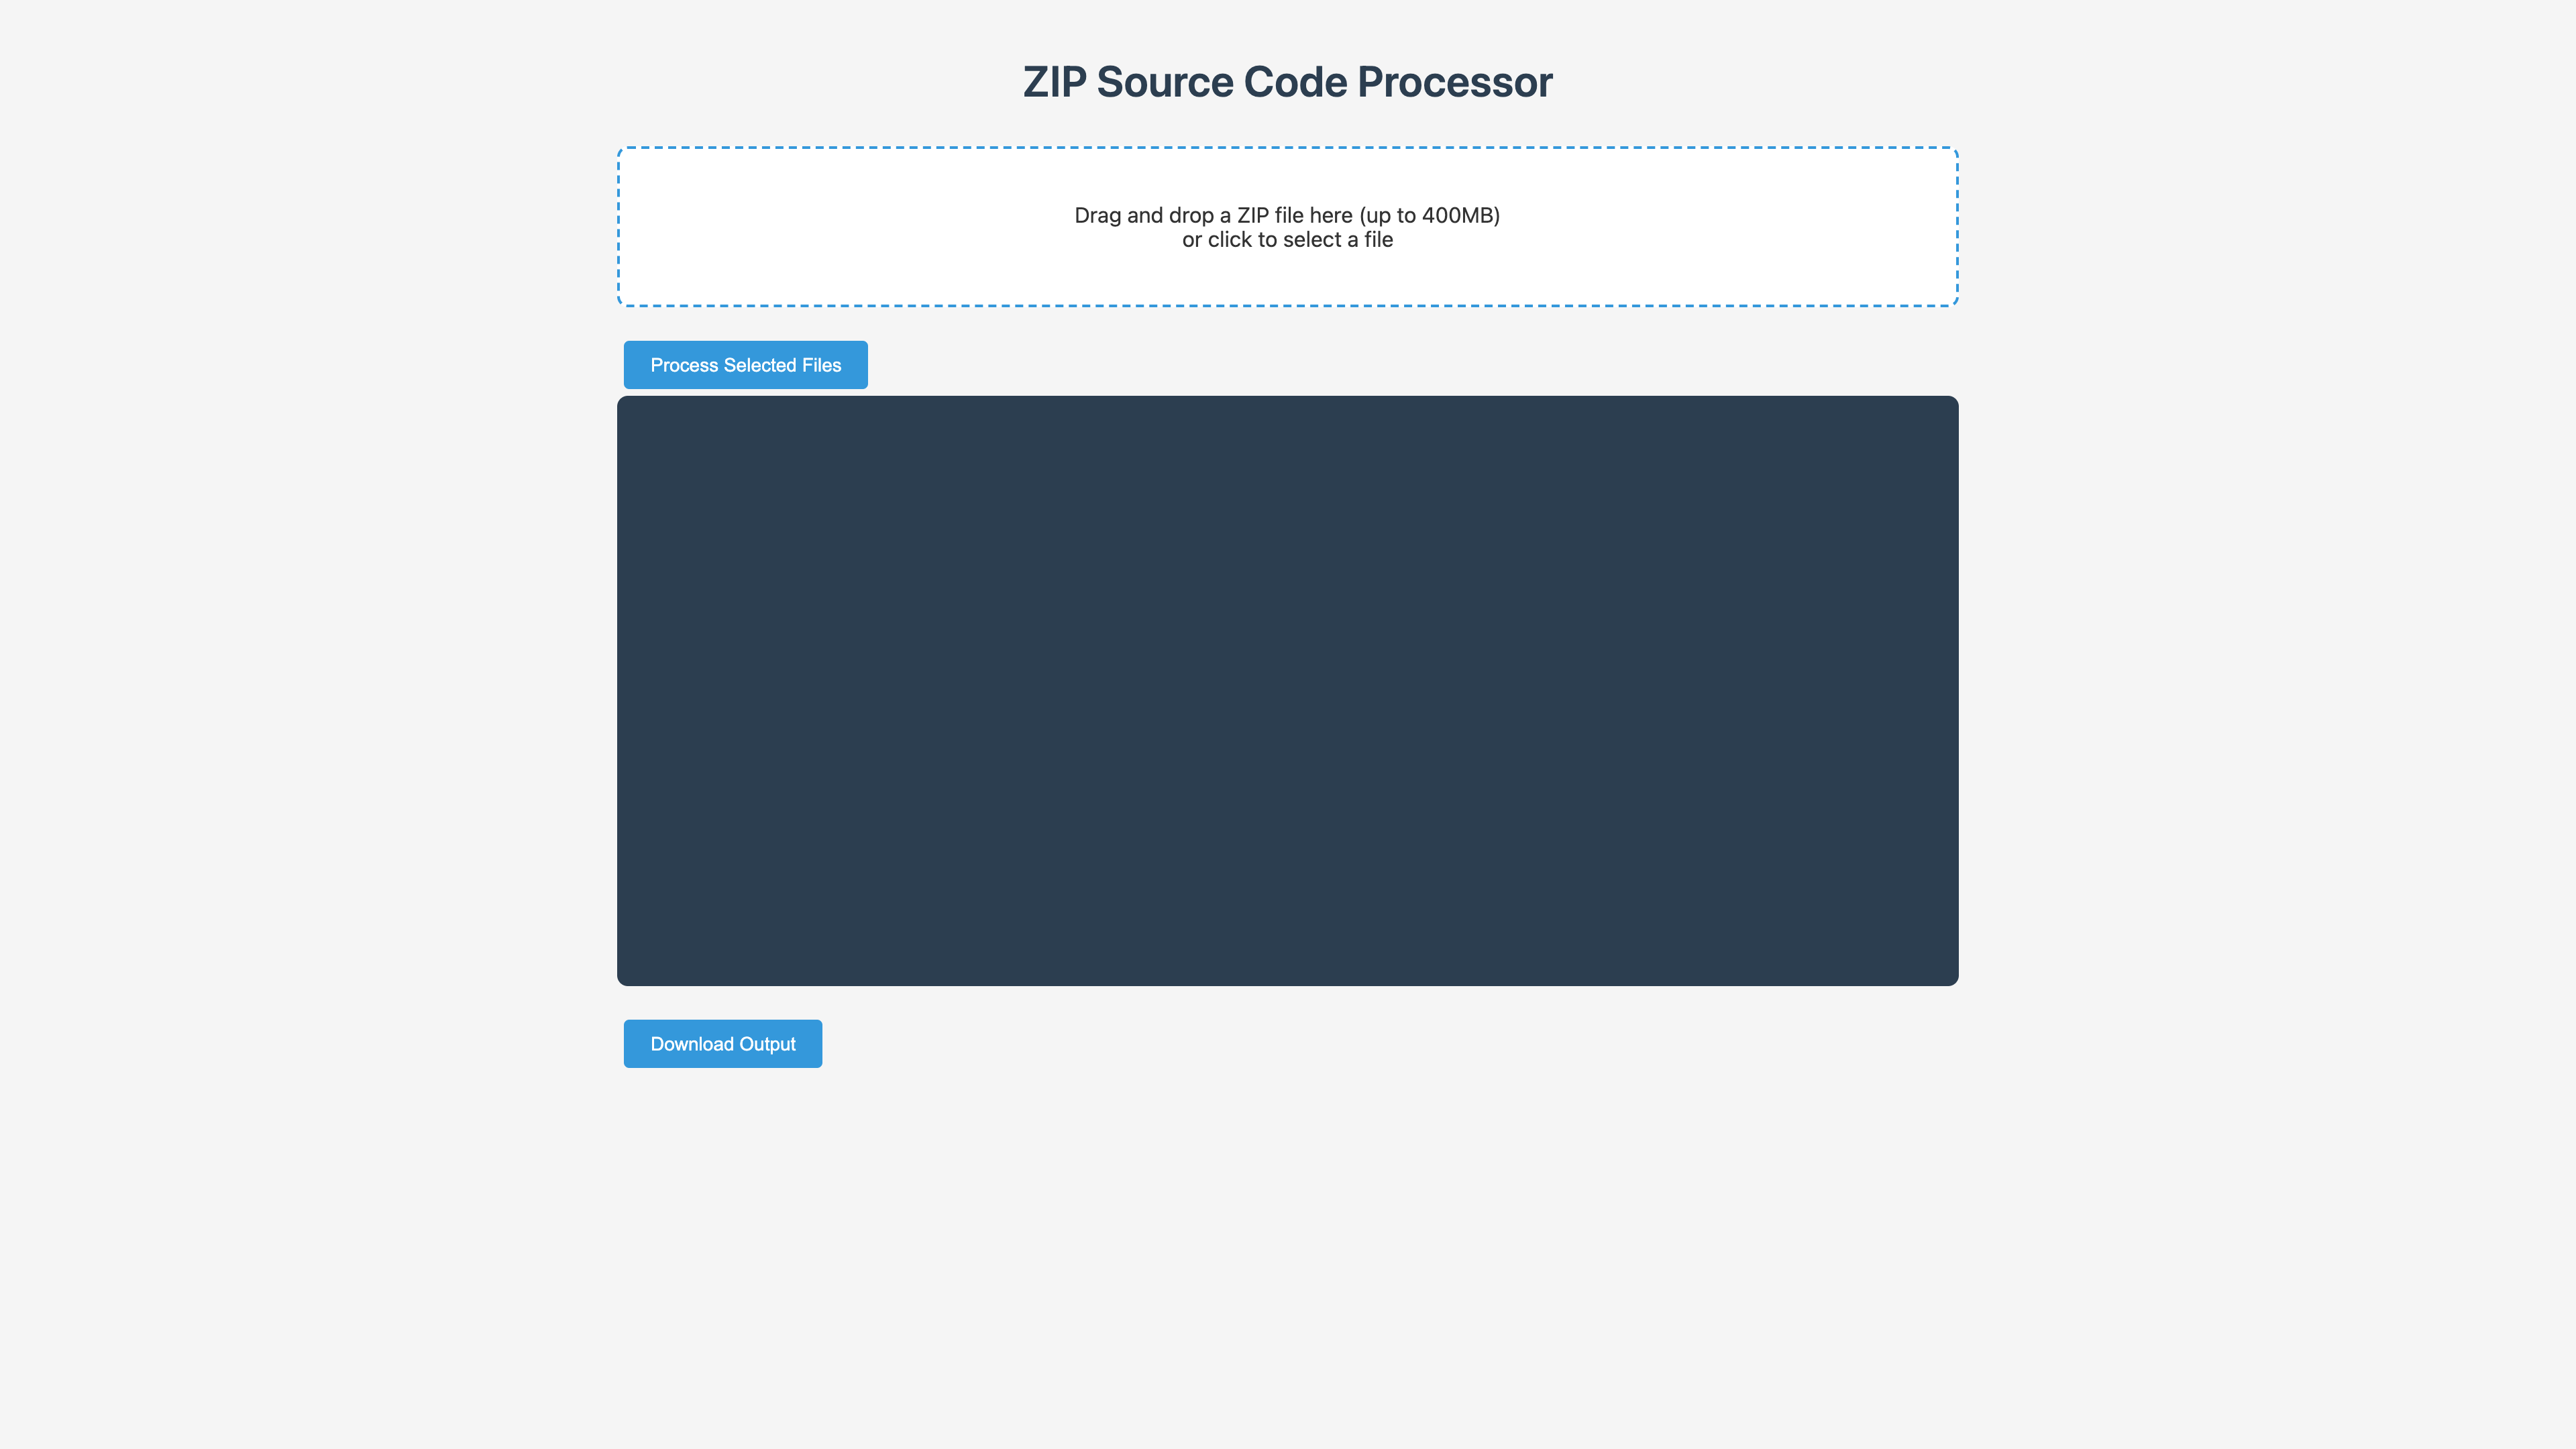 ZIP Source Code Processor
Drag and drop a ZIP file here (up to 400MB)
or click to select a file
Process Selected Files
Download Output